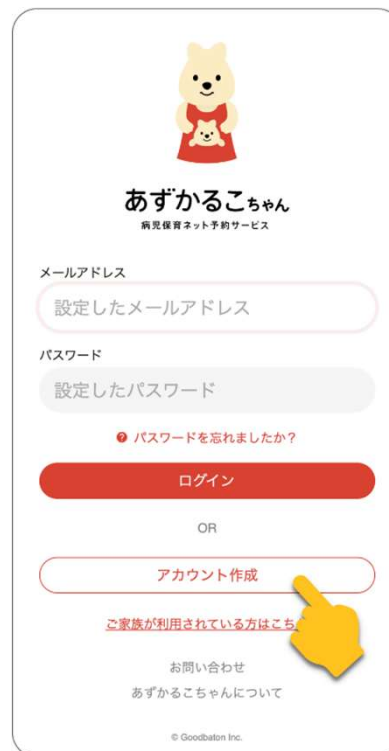 あずかるこちゃん
病児保育ネット予約サービス
メールアドレス
設定したメールアドレス
パスワード
設定したパスワード
? パスワードを忘れましたか？
ログイン
OR
アカウント作成
ご家族が利用されている方はこち
お問い合わせ
あずかるこちゃんについて
© Goodbaton Inc.